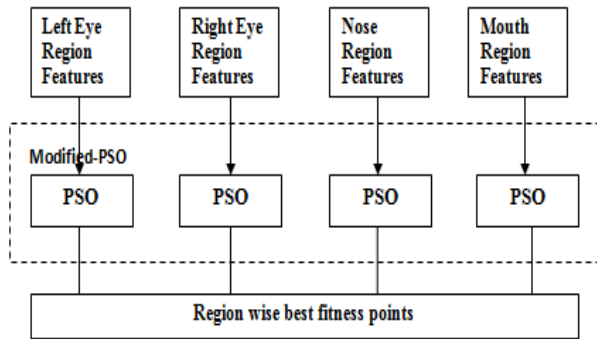 Left Eye
Region
Features
Right Eye
Region
Features
Nose
Region
Features
Mouth
Region
Features
Modified-PSO
PSO
PSO
PSO
PSO
Region wise best fitness points